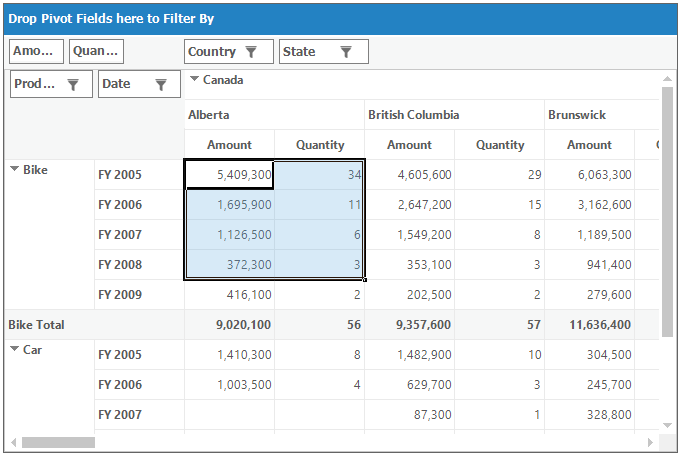 Drop Pivot Fields here to Filter By
Amo... Quan... Country State
Prod... Date Canada
Alberta British Columbia Brunswick
Amount Quantity Amount Quantity Amount
Bike FY 2005 5,409,300 34 4,605,600 29 6,063,300
FY 2006 1,695,900 11 2,647,200 15 3,162,600
FY 2007 1,126,500 6 1,549,200 8 1,189,500
FY 2008 372,300 3 353,100 3 941,400
FY 2009 416,100 2 202,500 2 279,600
Bike Total 9,020,100 56 9,357,600 57 11,636,400
Car FY 2005 1,410,300 8 1,482,900 10 304,500
FY 2006 1,003,500 4 629,700 3 245,700
FY 2007 87,300 1 328,800